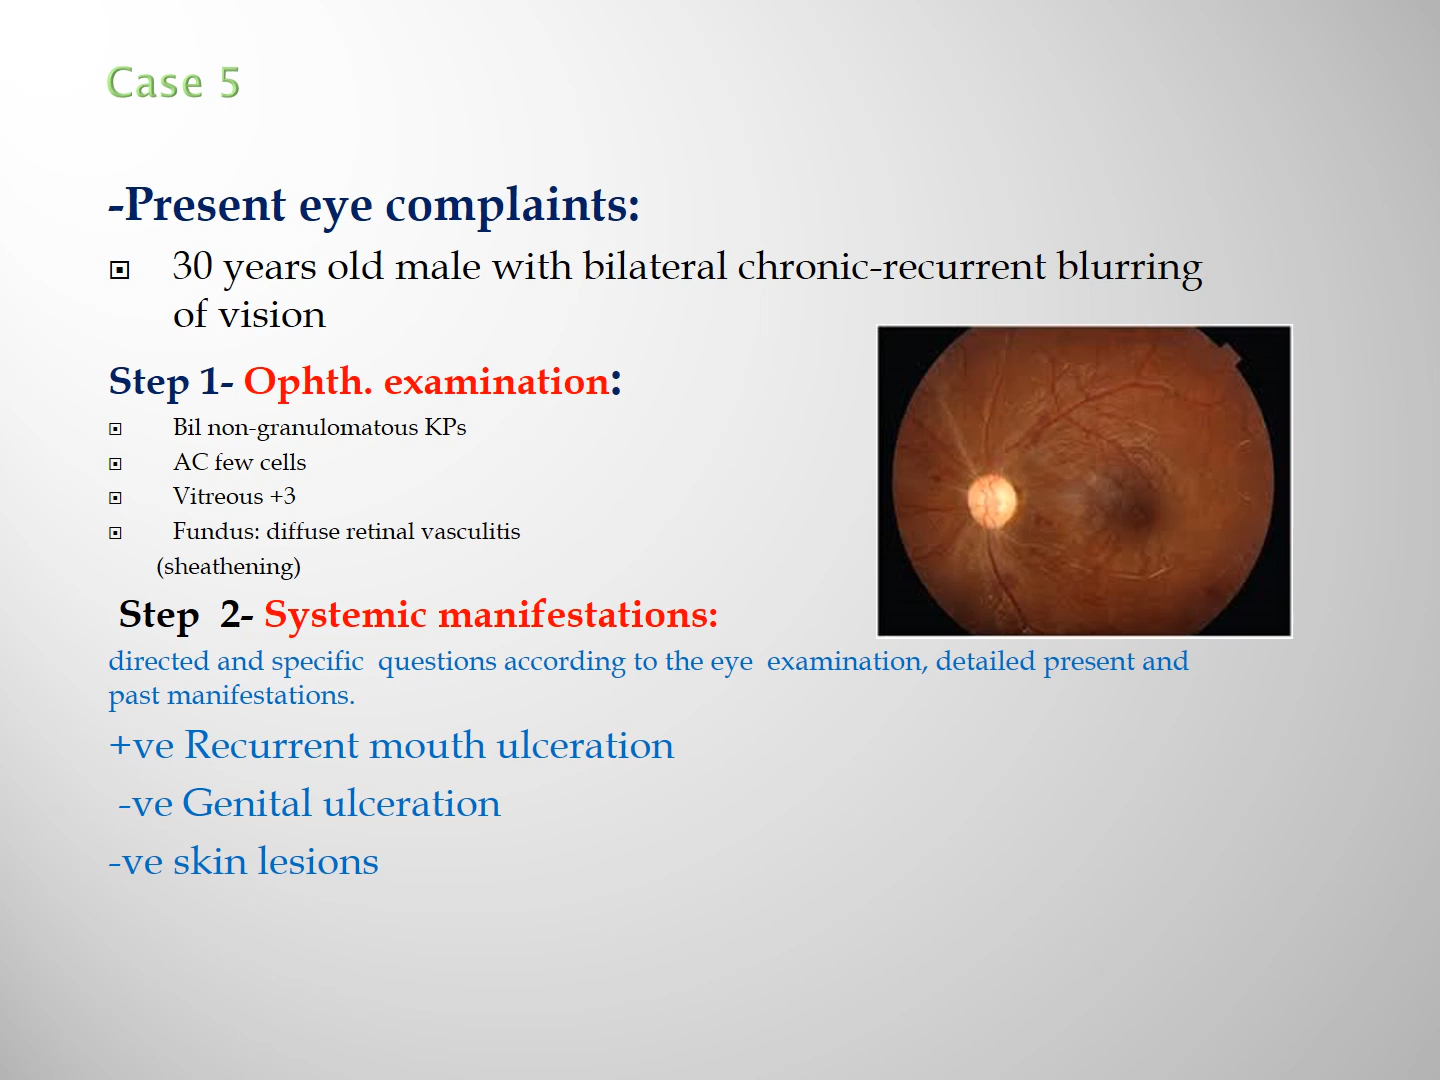 Case 5
-Present eye complaints:
30 years old male with bilateral chronic-recurrent blurring
of vision
Step 1- Ophth. examination:
Bil non-granulomatous KPs
AC few cells
Vitreous +3
Fundus: diffuse retinal vasculitis
(sheathening)
Step 2- Systemic manifestations:
directed and specific questions according to the eye examination, detailed present and
past manifestations.
+ve Recurrent mouth ulceration
-ve Genital ulceration
-ve skin lesions